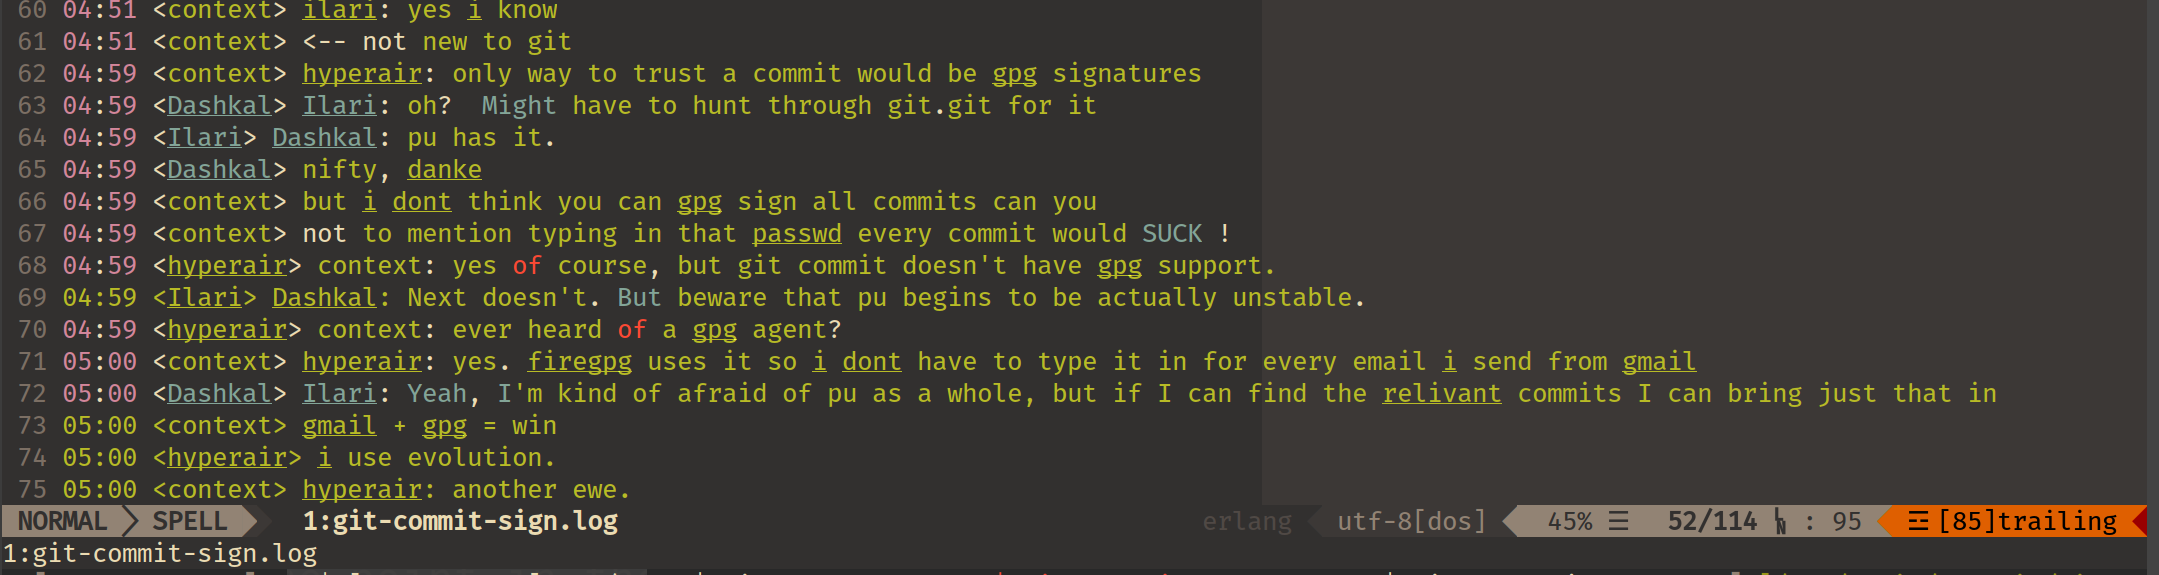 60 04:51 <context> ilari: yes i know
61 04:51 <context> <-- not new to git
62 04:59 <context> hyperair: only way to trust a commit would be gpg signatures
63 04:59 <Dashkal> Ilari: oh?  Might have to hunt through git.git for it
64 04:59 <Ilari> Dashkal: pu has it.
65 04:59 <Dashkal> nifty, danke
66 04:59 <context> but i dont think you can gpg sign all commits can you
67 04:59 <context> not to mention typing in that passwd every commit would SUCK !
68 04:59 <hyperair> context: yes of course, but git commit doesn't have gpg support.
69 04:59 <Ilari> Dashkal: Next doesn't. But beware that pu begins to be actually unstable.
70 04:59 <hyperair> context: ever heard of a gpg agent?
71 05:00 <context> hyperair: yes. firegpg uses it so i dont have to type it in for every email i send from gmail
72 05:00 <Dashkal> Ilari: Yeah, I'm kind of afraid of pu as a whole, but if I can find the relivant commits I can bring just that in
73 05:00 <context> gmail + gpg = win
74 05:00 <hyperair> i use evolution.
75 05:00 <context> hyperair: another ewe.
NORMAL SPELL 1:git-commit-sign.log erlang utf-8[dos] 45% ☰ 52/114 ␤ : 95 ☲ [85]trailing
1:git-commit-sign.log